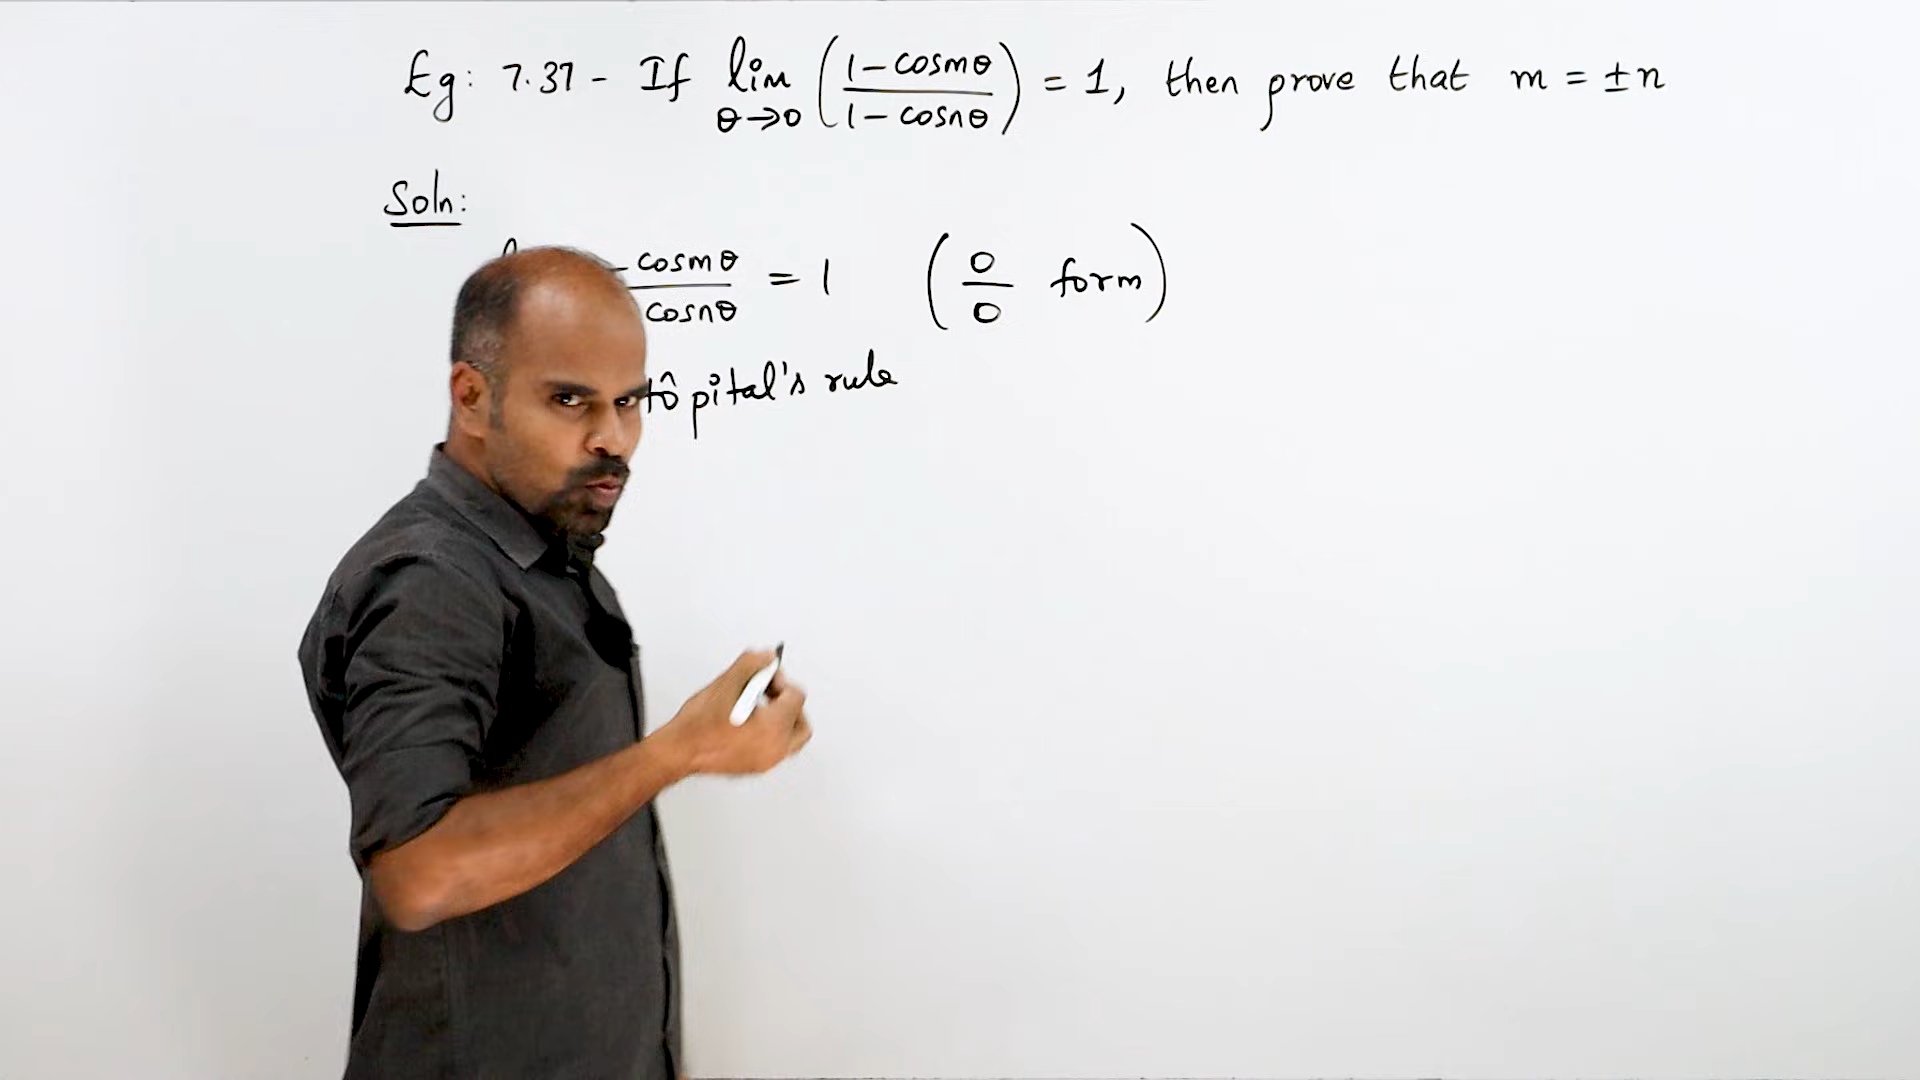 Eg: 7.37 - If lim θ→0 (1 - cosmθ / 1 - cosnθ) = 1, then prove that m = ±n
Soln:
- cosmθ / cosnθ = 1 (0/0 form)
tôpital's rule